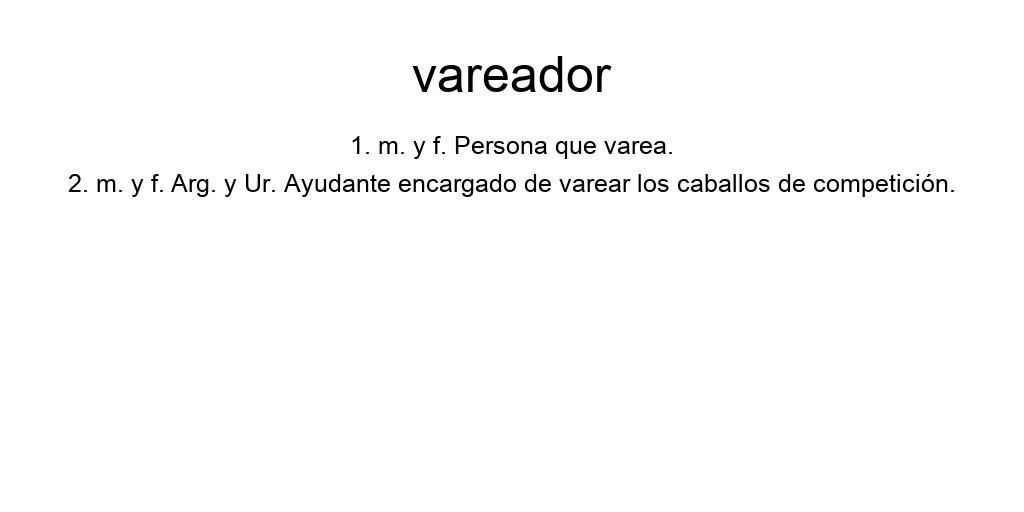 vareador
1. m. y f. Persona que varea.
2. m. y f. Arg. y Ur. Ayudante encargado de varear los caballos de competición.